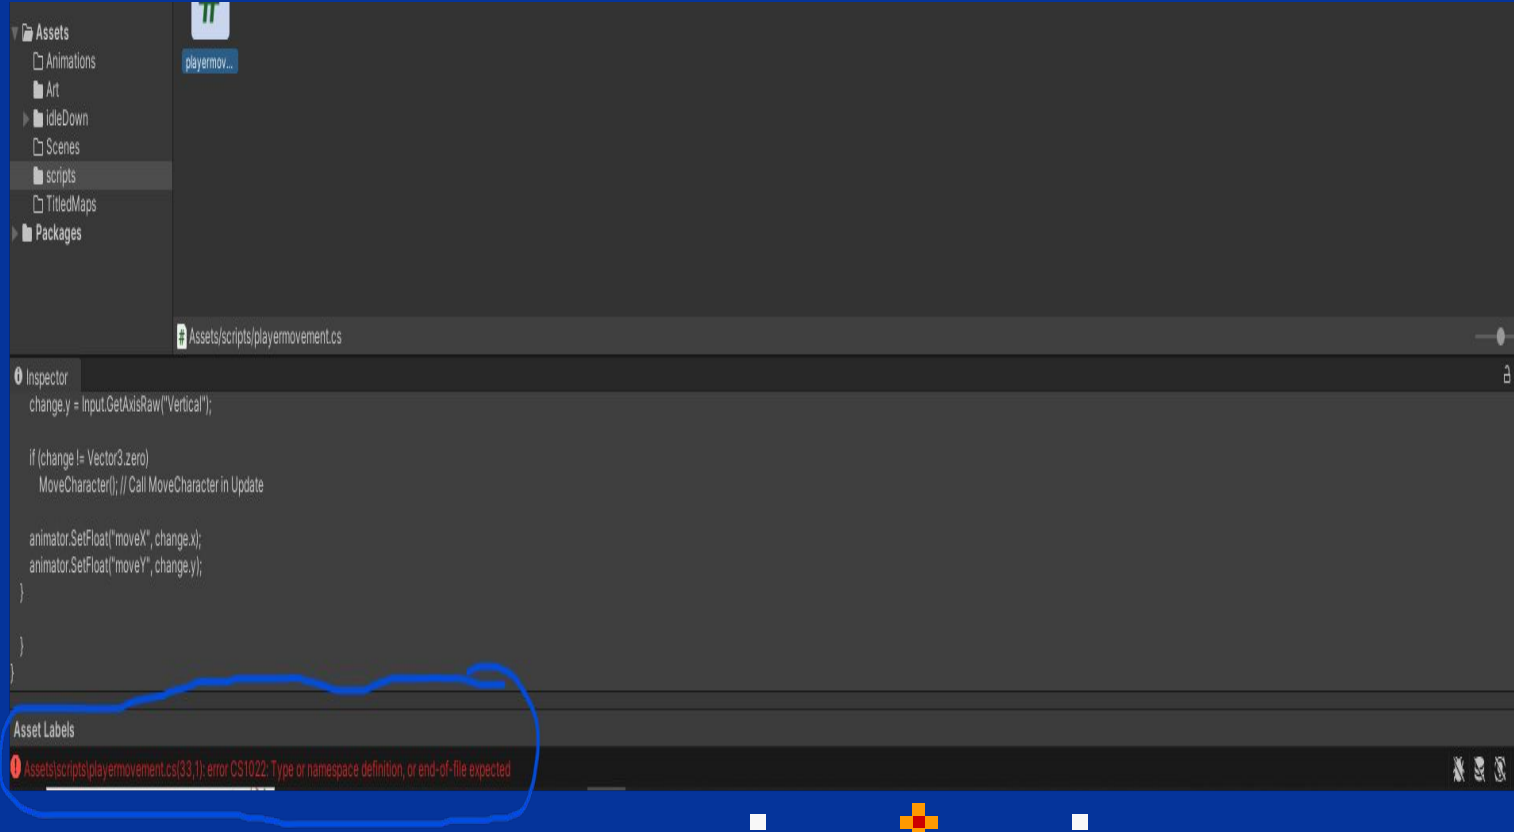 Assets
Animations
Art
idleDown
Scenes
scripts
TitledMaps
Packages
#
playermov...
# Assets/scripts/playermovement.cs
Inspector
change.y = Input.GetAxisRaw("Vertical");
if (change != Vector3.zero)
MoveCharacter(); // Call MoveCharacter in Update
animator.SetFloat("moveX", change.x);
animator.SetFloat("moveY", change.y);
}
}
}
Asset Labels
Assets\scripts\playermovement.cs(33,1): error CS1022: Type or namespace definition, or end-of-file expected